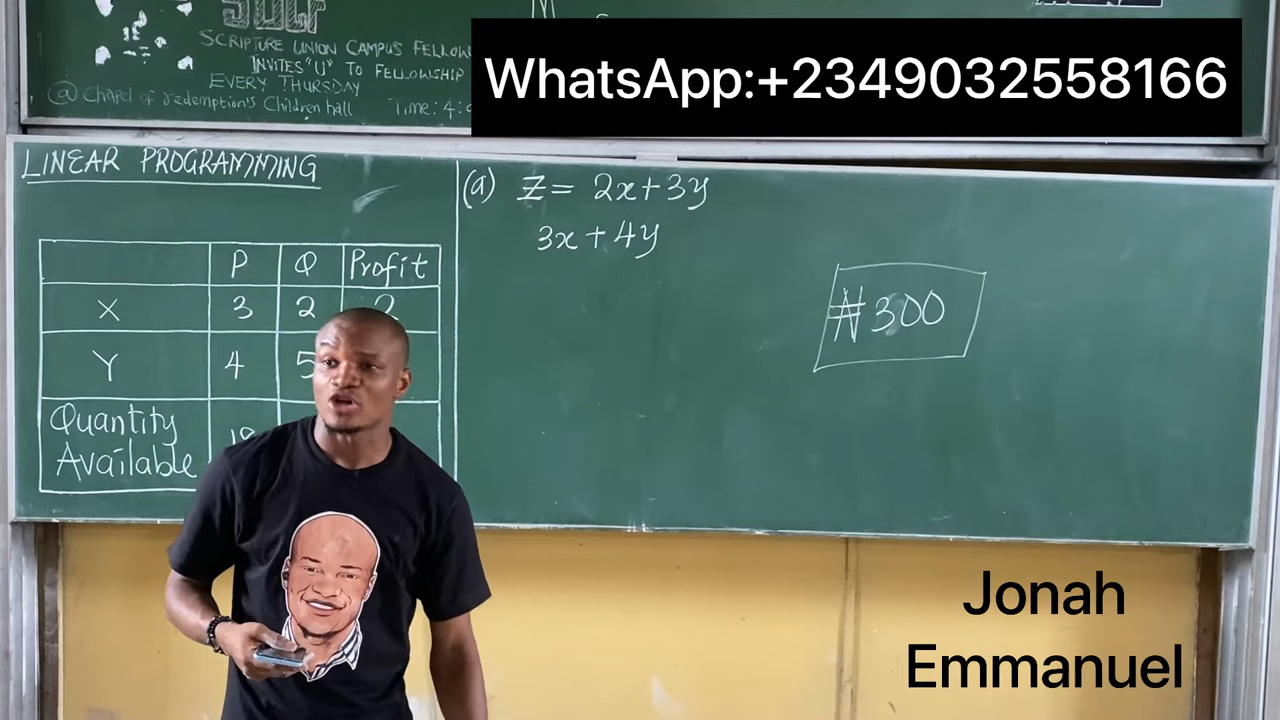 SCRIPTURE UNION CAMPUS
INVITES "U" TO FELLOWSHIP
EVERY THURSDAY
@ Chapel of redemption's Children hall Time: 4:
WhatsApp:+2349032558166
LINEAR PROGRAMMING
P Q Profit
X 3 2 2
Y 4 5
Quantity
Available
(a) Z = 2x + 3y
3x + 4y
₦300
Jonah
Emmanuel